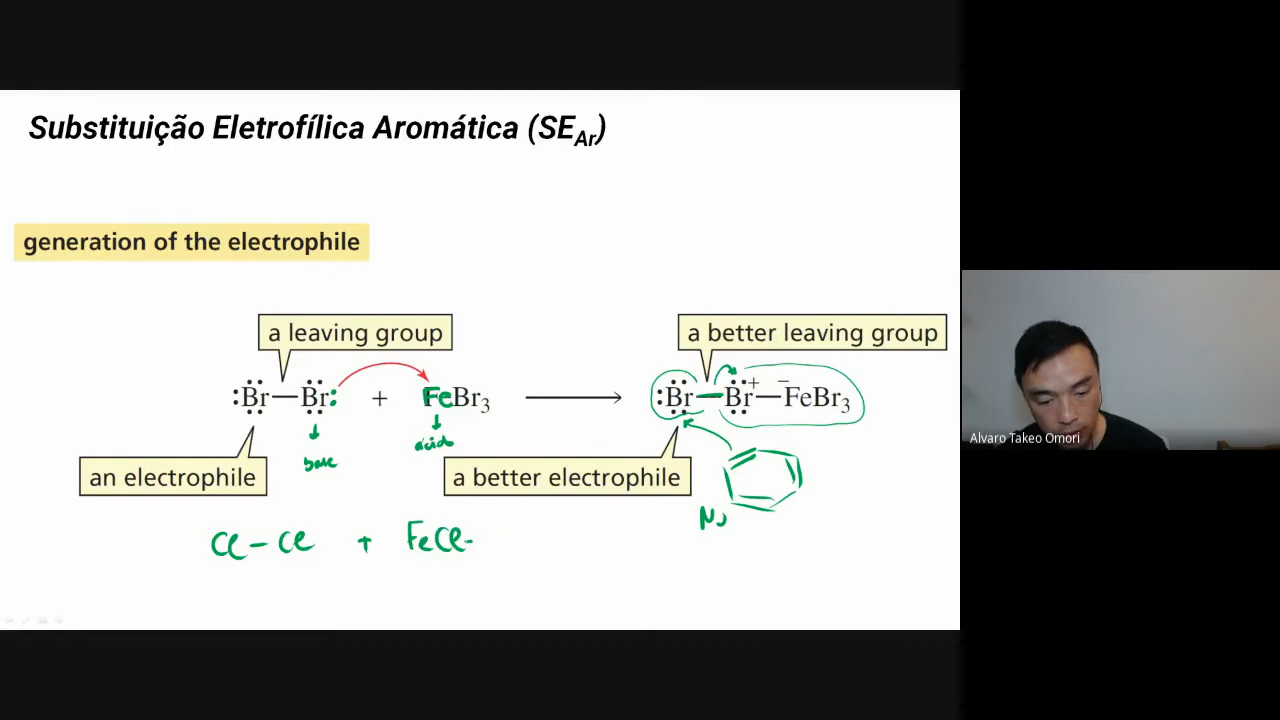 Substituição Eletrofílica Aromática (SEAr)
generation of the electrophile
a leaving group
a better leaving group
:Br—Br: + FeBr3 ⟶ :Br—Br+—−FeBr3
base
ácido
an electrophile
a better electrophile
Nu
Cl - Cl + FeCl
Alvaro Takeo Omori